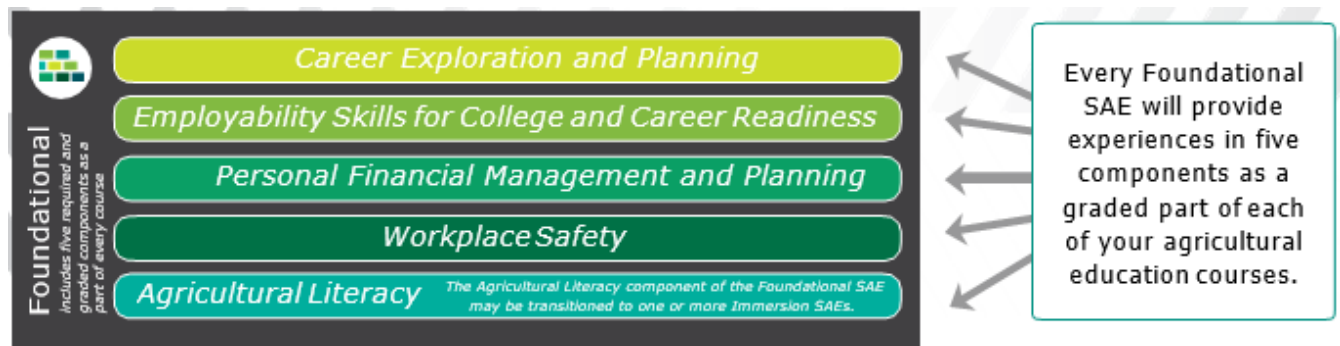 Foundational
includes five required and
graded components as a
part of every course
Career Exploration and Planning
Employability Skills for College and Career Readiness
Personal Financial Management and Planning
Workplace Safety
Agricultural Literacy
The Agricultural Literacy component of the Foundational SAE
may be transitioned to one or more Immersion SAEs.
Every Foundational
SAE will provide
experiences in five
components as a
graded part of each
of your agricultural
education courses.